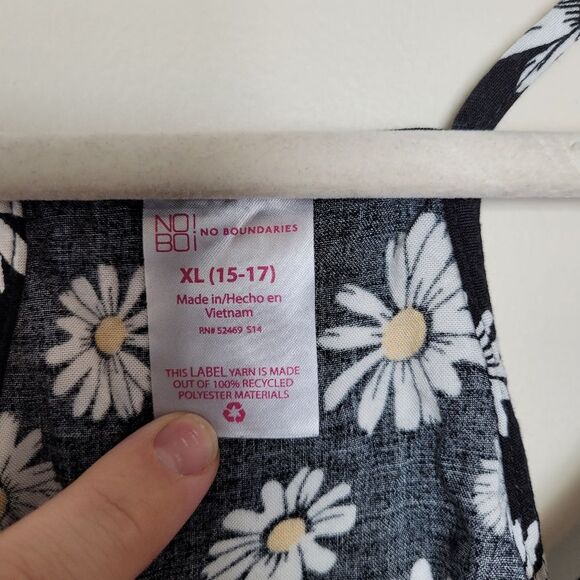 NO!
BO!
NO BOUNDARIES
XL (15-17)
Made in/Hecho en
Vietnam
RN# 52469 S14
THIS LABEL YARN IS MADE
OUT OF 100% RECYCLED
POLYESTER MATERIALS